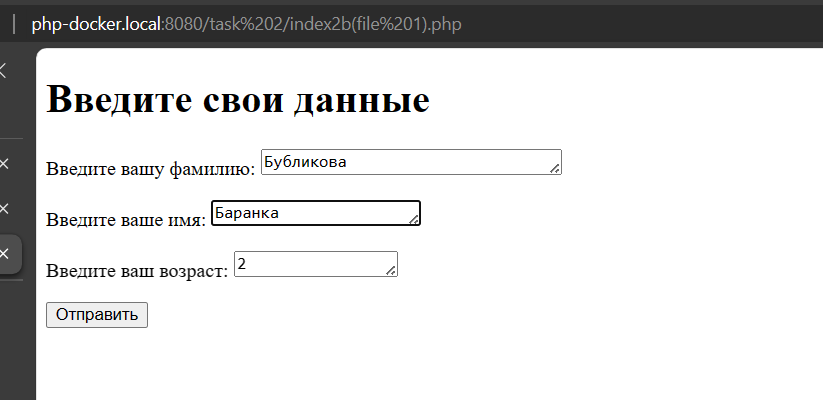 php-docker.local:8080/task%202/index2b(file%201).php
Введите свои данные
Введите вашу фамилию: Бубликова
Введите ваше имя: Баранка
Введите ваш возраст: 2
Отправить